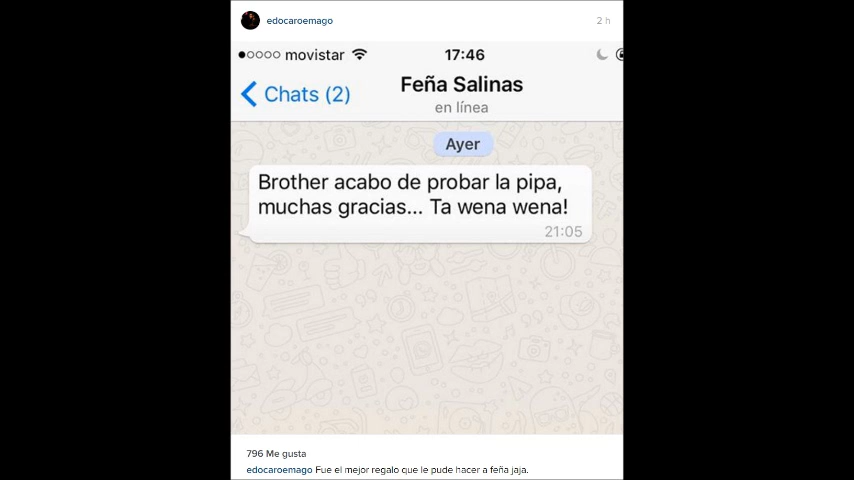 edocaroemago 2 h
movistar 17:46
Chats (2) Feña Salinas
en línea
Ayer
Brother acabo de probar la pipa,
muchas gracias... Ta wena wena!
21:05
796 Me gusta
edocaroemago Fue el mejor regalo que le pude hacer a feña jaja.